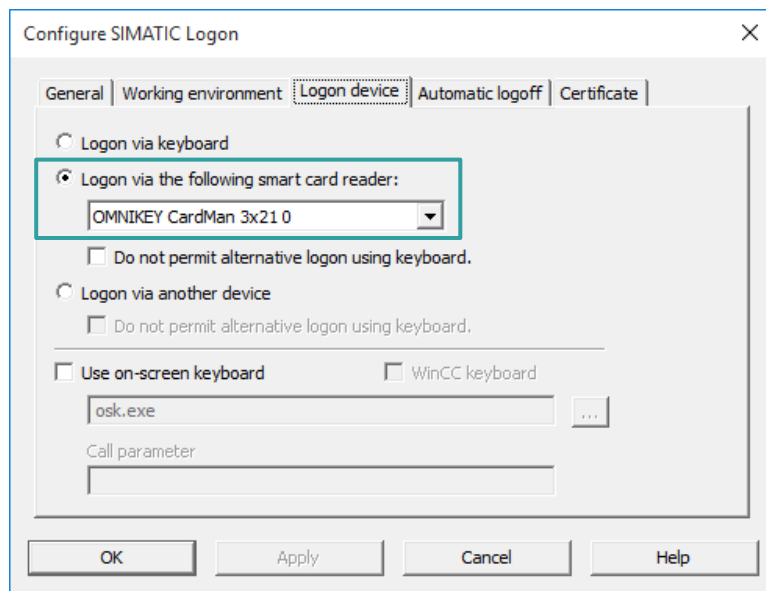 Configure SIMATIC Logon
General Working environment Logon device Automatic logoff Certificate
Logon via keyboard
Logon via the following smart card reader:
OMNIKEY CardMan 3x21 0
Do not permit alternative logon using keyboard.
Logon via another device
Do not permit alternative logon using keyboard.
Use on-screen keyboard WinCC keyboard
osk.exe ...
Call parameter
OK Apply Cancel Help